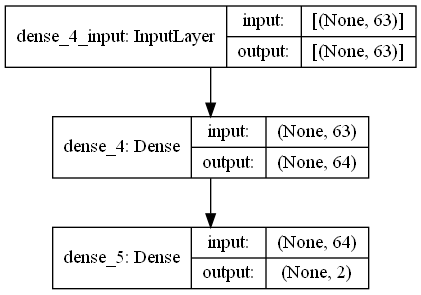 dense_4_input: InputLayer
input:
[(None, 63)]
output:
[(None, 63)]
dense_4: Dense
input:
(None, 63)
output:
(None, 64)
dense_5: Dense
input:
(None, 64)
output:
(None, 2)